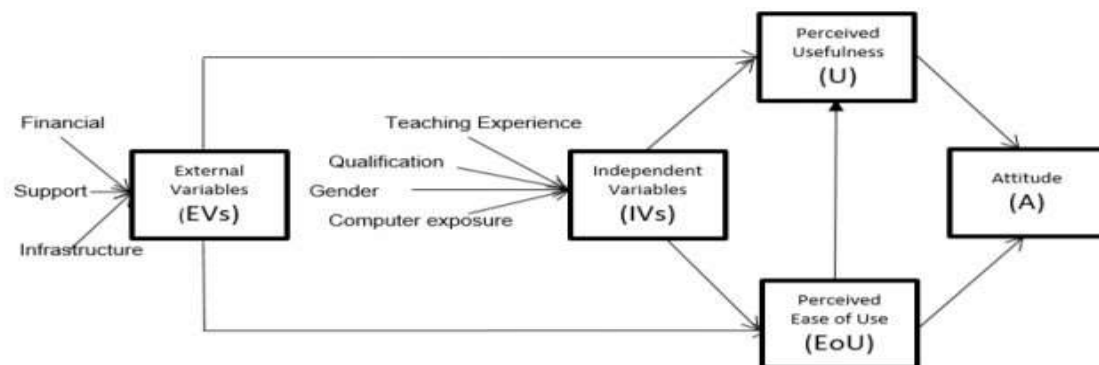 Perceived
Usefulness
(U)
Financial
Support
Infrastructure
External
Variables
(EVs)
Teaching Experience
Qualification
Gender
Computer exposure
Independent
Variables
(IVs)
Attitude
(A)
Perceived
Ease of Use
(EoU)